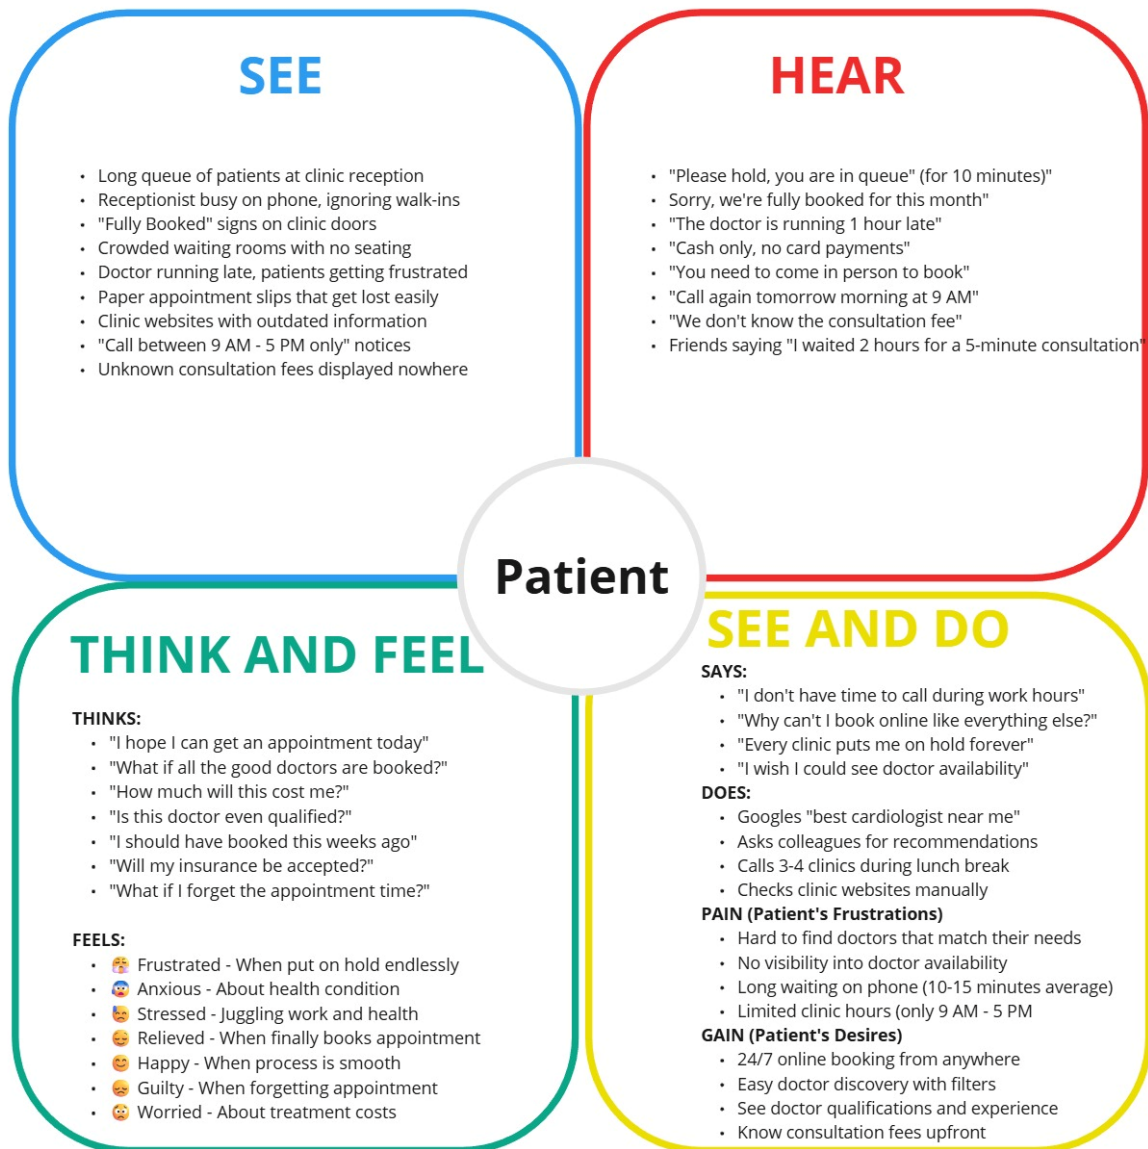 SEE
• Long queue of patients at clinic reception
• Receptionist busy on phone, ignoring walk-ins
• "Fully Booked" signs on clinic doors
• Crowded waiting rooms with no seating
• Doctor running late, patients getting frustrated
• Paper appointment slips that get lost easily
• Clinic websites with outdated information
• "Call between 9 AM - 5 PM only" notices
• Unknown consultation fees displayed nowhere
HEAR
• "Please hold, you are in queue" (for 10 minutes)"
• Sorry, we're fully booked for this month"
• "The doctor is running 1 hour late"
• "Cash only, no card payments"
• "You need to come in person to book"
• "Call again tomorrow morning at 9 AM"
• "We don't know the consultation fee"
• Friends saying "I waited 2 hours for a 5-minute consultation"
Patient
THINK AND FEEL
THINKS:
• "I hope I can get an appointment today"
• "What if all the good doctors are booked?"
• "How much will this cost me?"
• "Is this doctor even qualified?"
• "I should have booked this weeks ago"
• "Will my insurance be accepted?"
• "What if I forget the appointment time?"
FEELS:
• 😤 Frustrated - When put on hold endlessly
• 😰 Anxious - About health condition
• 😓 Stressed - Juggling work and health
• 😌 Relieved - When finally books appointment
• 😊 Happy - When process is smooth
• 😞 Guilty - When forgetting appointment
• 😟 Worried - About treatment costs
SEE AND DO
SAYS:
• "I don't have time to call during work hours"
• "Why can't I book online like everything else?"
• "Every clinic puts me on hold forever"
• "I wish I could see doctor availability"
DOES:
• Googles "best cardiologist near me"
• Asks colleagues for recommendations
• Calls 3-4 clinics during lunch break
• Checks clinic websites manually
PAIN (Patient's Frustrations)
• Hard to find doctors that match their needs
• No visibility into doctor availability
• Long waiting on phone (10-15 minutes average)
• Limited clinic hours (only 9 AM - 5 PM
GAIN (Patient's Desires)
• 24/7 online booking from anywhere
• Easy doctor discovery with filters
• See doctor qualifications and experience
• Know consultation fees upfront